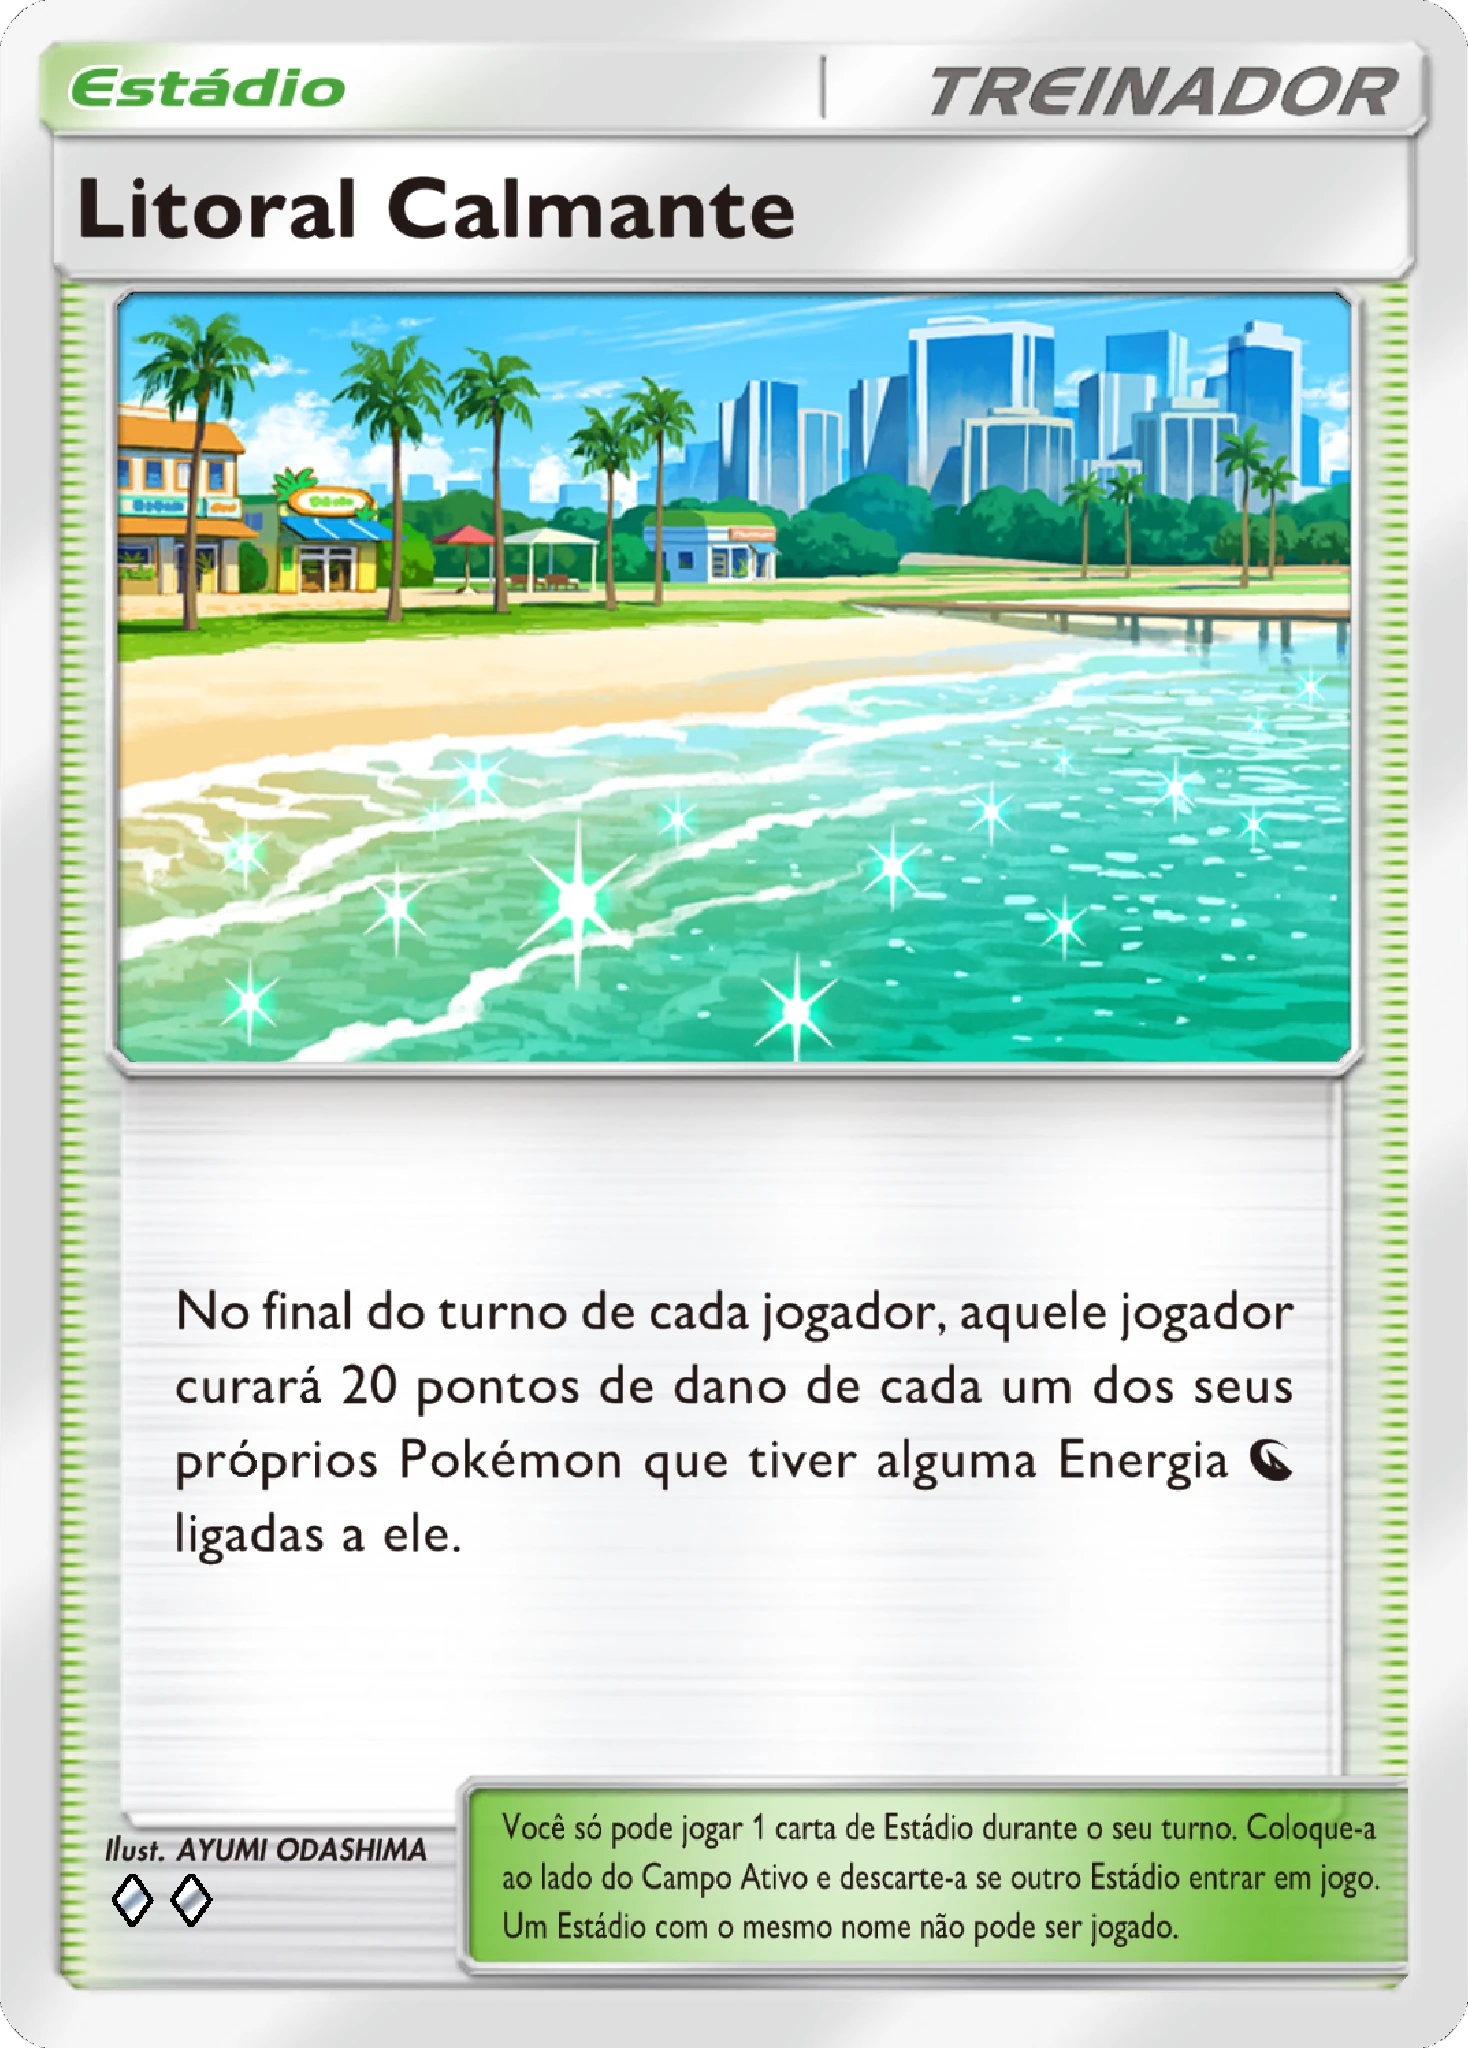 Estádio
TREINADOR
Litoral Calmante
No final do turno de cada jogador, aquele jogador
curará 20 pontos de dano de cada um dos seus
próprios Pokémon que tiver alguma Energia
ligadas a ele.
Ilust. AYUMI ODASHIMA
Você só pode jogar 1 carta de Estádio durante o seu turno. Coloque-a
ao lado do Campo Ativo e descarte-a se outro Estádio entrar em jogo.
Um Estádio com o mesmo nome não pode ser jogado.